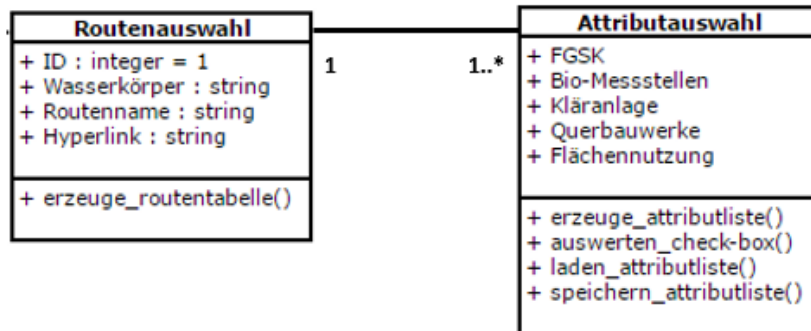 Routenauswahl
+ ID : integer = 1
+ Wasserkörper : string
+ Routenname : string
+ Hyperlink : string
+ erzeuge_routentabelle()
1
1..*
Attributauswahl
+ FGSK
+ Bio-Messstellen
+ Kläranlage
+ Querbauwerke
+ Flächennutzung
+ erzeuge_attributliste()
+ auswerten_check-box()
+ laden_attributliste()
+ speichern_attributliste()